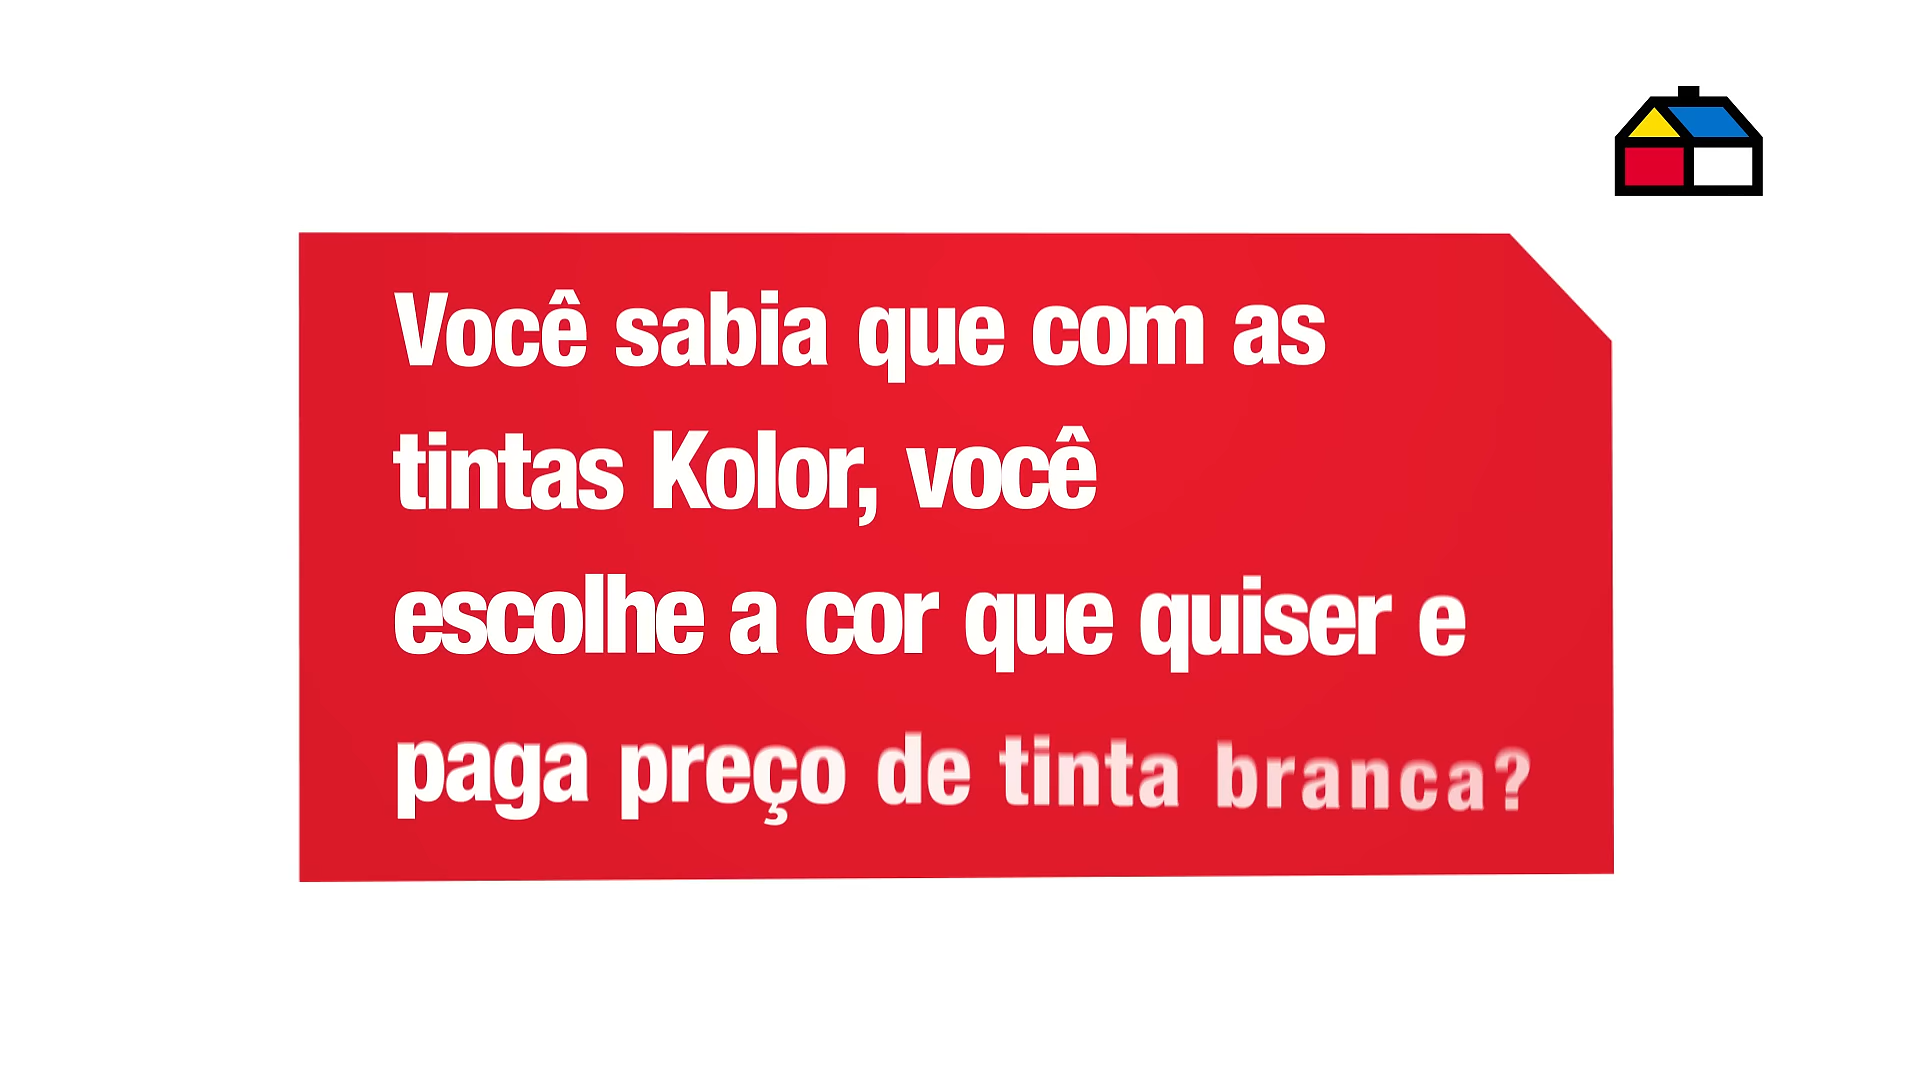 Você sabia que com as
tintas Kolor, você
escolhe a cor que quiser e
paga preço de tinta branca?